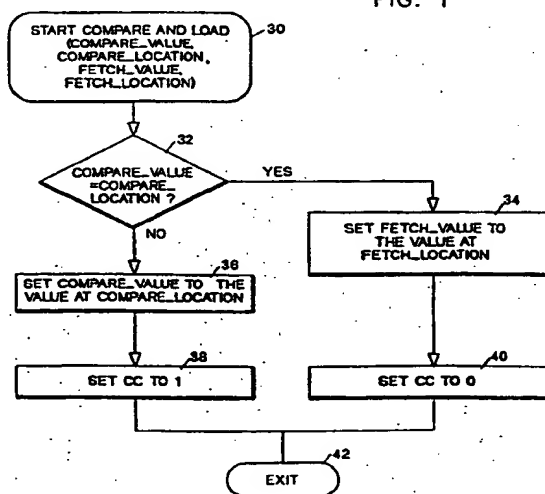 FIG. 1
30
START COMPARE AND LOAD
(COMPARE_VALUE,
COMPARE_LOCATION,
FETCH_VALUE,
FETCH_LOCATION)
32
COMPARE_VALUE
=COMPARE_
LOCATION ?
YES
NO
34
SET FETCH_VALUE TO
THE VALUE AT
FETCH_LOCATION
36
SET COMPARE_VALUE TO THE
VALUE AT COMPARE_LOCATION
38
SET CC TO 1
40
SET CC TO 0
42
EXIT